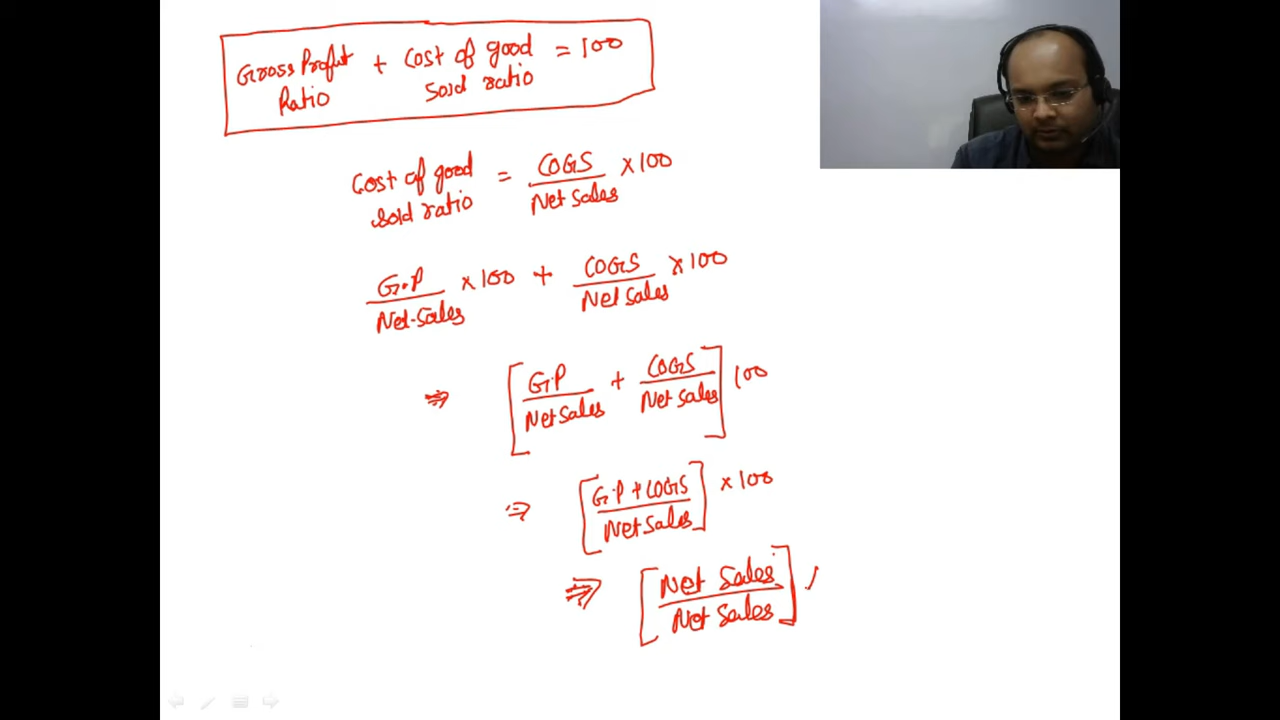 Gross Profit Ratio + Cost of good sold ratio = 100
Cost of good sold ratio = COGS / Net Sales × 100
G.P / Net Sales × 100 + COGS / Net Sales × 100
⇒ [G.P / Net Sales + COGS / Net Sales] 100
⇒ [G.P + COGS / Net Sales] × 100
⇒ [Net Sales / Net Sales]